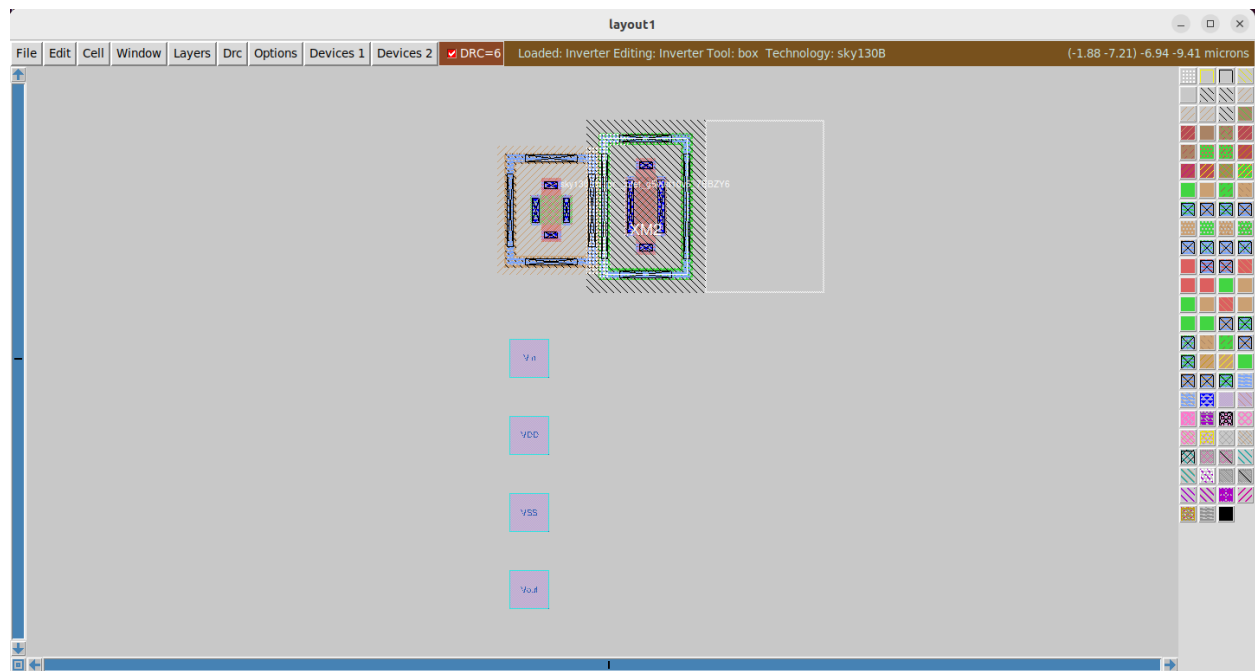 layout1
File Edit Cell Window Layers Drc Options Devices 1 Devices 2 DRC=6 Loaded: Inverter Editing: Inverter Tool: box Technology: sky130B (-1.88 -7.21) -6.94 -9.41 microns
XM2
Vin
VDD
VSS
Vout